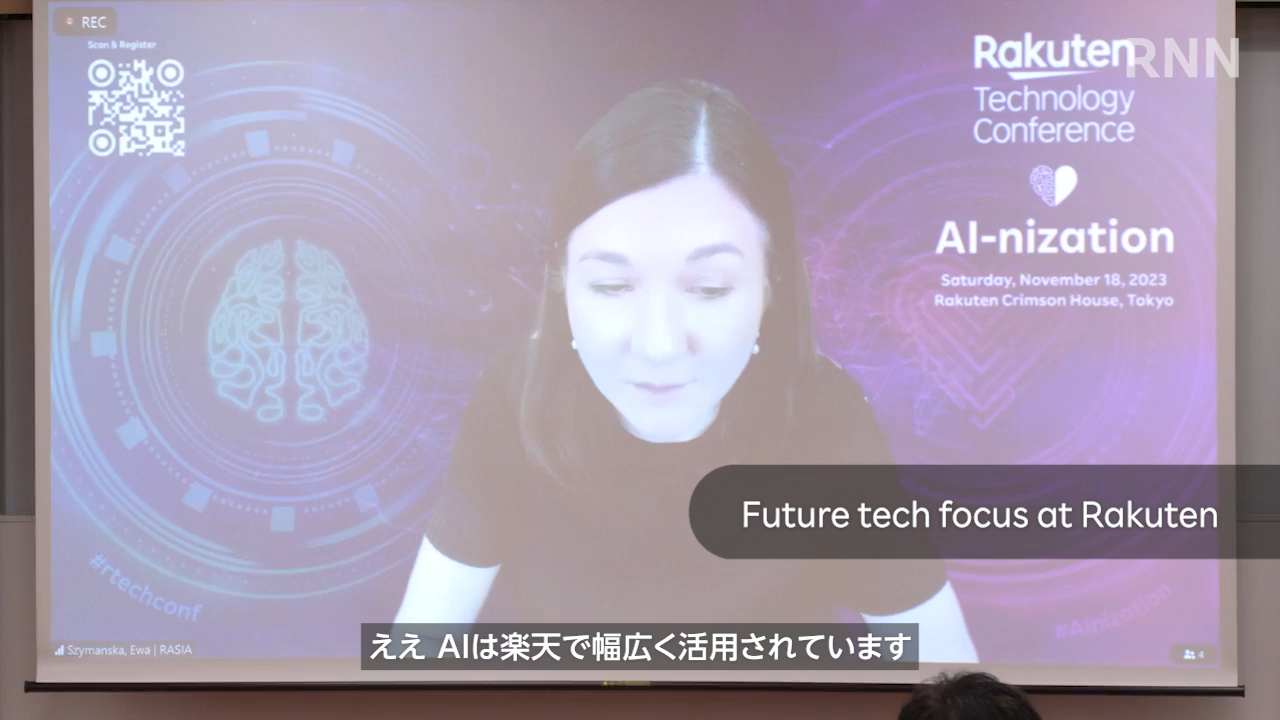 REC
Scan & Register
Rakuten
RNN
Technology
Conference
AI-nization
Saturday, November 18, 2023
Rakuten Crimson House, Tokyo
Future tech focus at Rakuten
#rtechconf
#AInization
ええ AIは楽天で幅広く活用されています
Szymanska, Ewa | RASIA
4